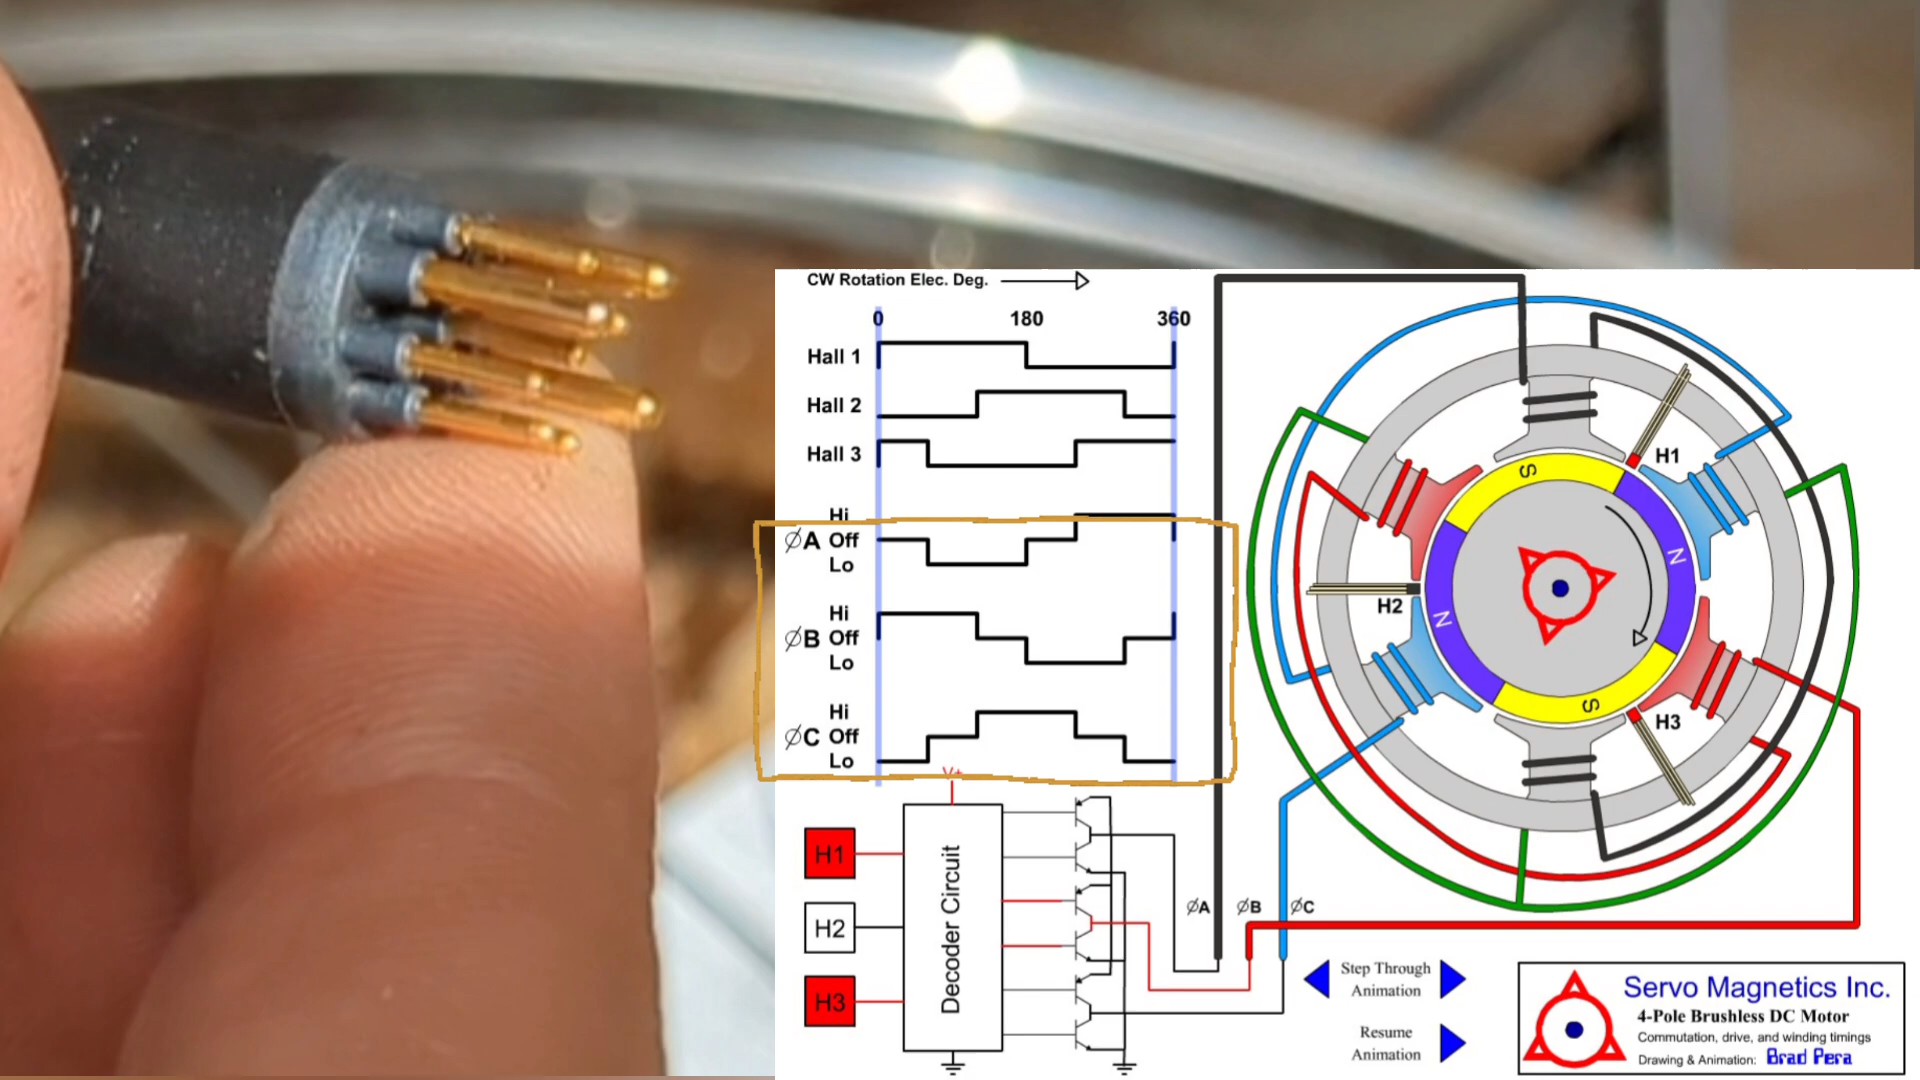 CW Rotation Elec. Deg.
0 180 360
Hall 1
Hall 2
Hall 3
Hi
ØA Off
Lo
Hi
ØB Off
Lo
Hi
ØC Off
Lo
V+
H1
H2
H3
Decoder Circuit
ØA ØB ØC
S
N
N
S
H1
H2
H3
Step Through
Animation
Resume
Animation
Servo Magnetics Inc.
4-Pole Brushless DC Motor
Commutation, drive, and winding timings
Drawing & Animation: Brad Pera